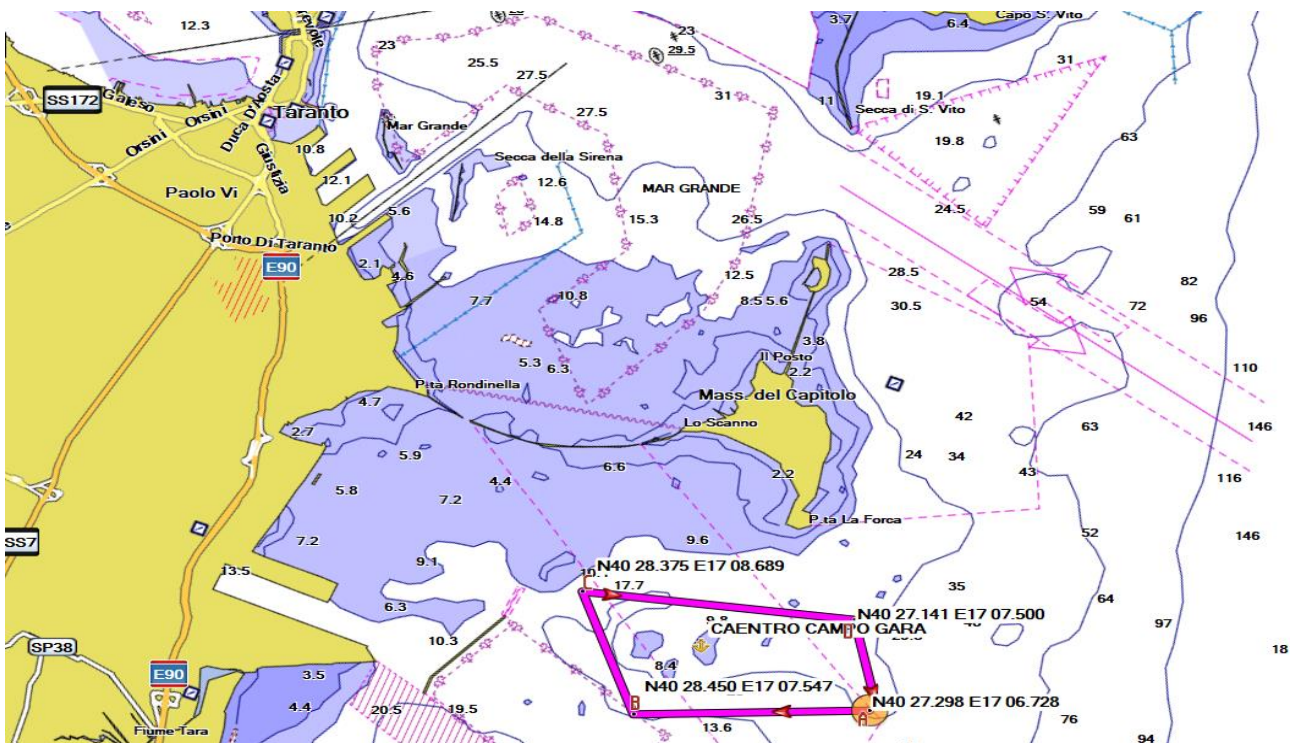 12.3
SS172
Galeso
Orsini
Orsini
Duca D'Aosta
Giustizia
Taranto
Paolo Vi
Porto Di Taranto
E90
10.8
12.1
10.2
5.6
2.1
4.6
23
25.5
27.5
27.5
29.5
23
31
Mar Grande
Secca della Sirena
12.6
14.8
15.3
MAR GRANDE
26.5
12.5
8.5
5.6
7.7
10.8
5.3
6.3
3.8
Il Posto
2.2
Mass. del Capitolo
P.ta Rondinella
Lo Scanno
3.7
6.4
Capo S. Vito
31
11
19.1
Secca di S. Vito
19.8
63
24.5
59
61
28.5
30.5
54
82
72
96
110
146
42
63
24
34
43
116
52
146
4.7
2.7
5.9
5.8
7.2
4.4
6.6
2.2
P.ta La Forca
7.2
9.1
9.6
13.5
6.3
10.3
SS7
SP38
E90
3.5
4.4
20.5
19.5
Fiume Tara
N40 28.375 E17 08.689
17.7
35
64
97
N40 27.141 E17 07.500
CAENTRO CAMPO GARA
D
18
8.4
N40 28.450 E17 07.547
B
N40 27.298 E17 06.728
A
13.6
76
94